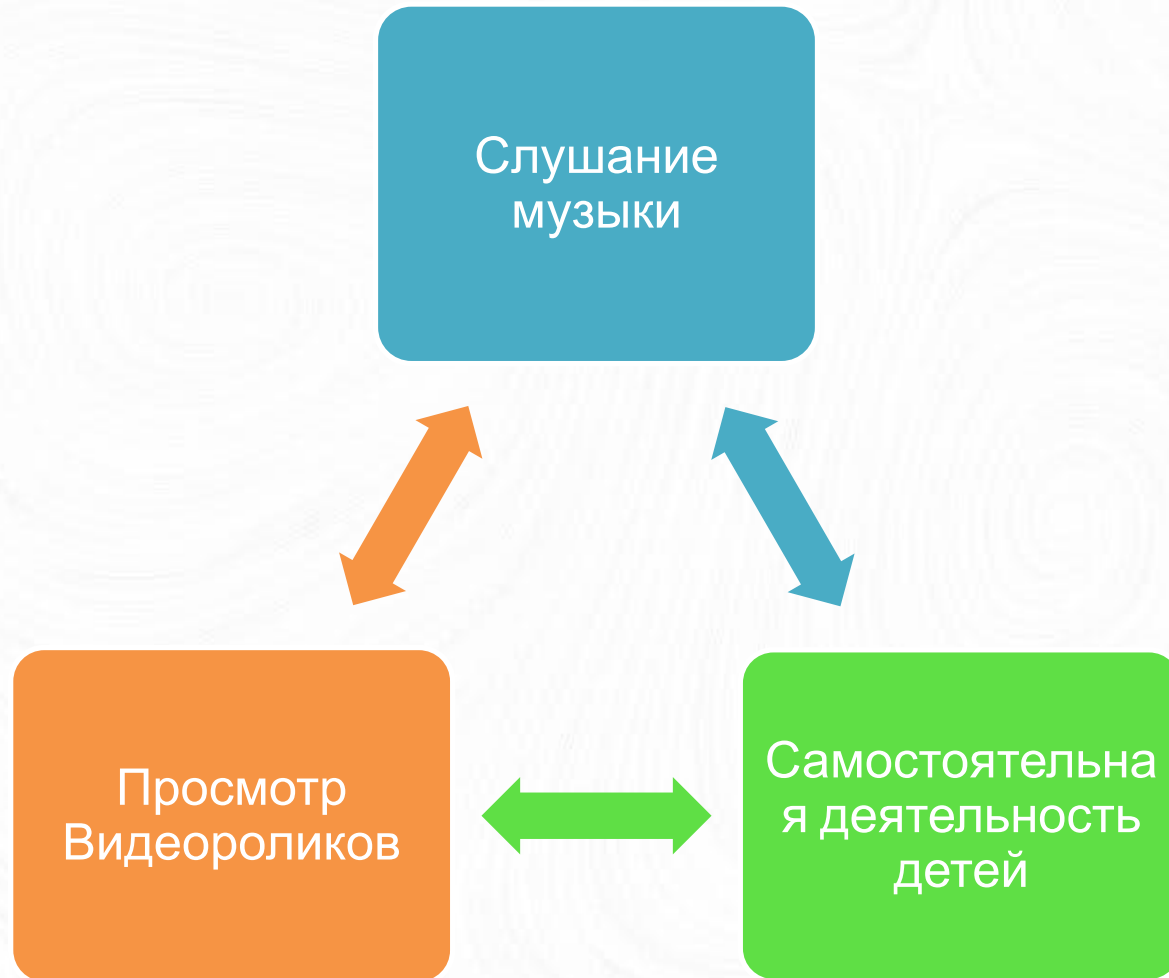 Слушание
музыки
Просмотр
Видеороликов
Самостоятельна
я деятельность
детей